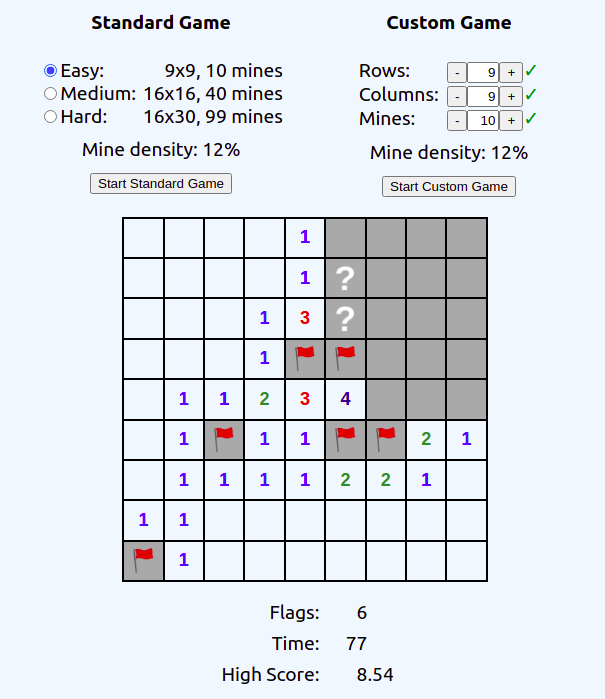 Standard Game Custom Game
Easy: 9x9, 10 mines Rows: - 9 + ✓
Medium: 16x16, 40 mines Columns: - 9 + ✓
Hard: 16x30, 99 mines Mines: - 10 + ✓
Mine density: 12% Mine density: 12%
Start Standard Game Start Custom Game
1
1 ?
1 3 ?
1
1 1 2 3 4
1 1 1 2 1
1 1 1 1 2 2 1
1 1
1
Flags: 6
Time: 77
High Score: 8.54